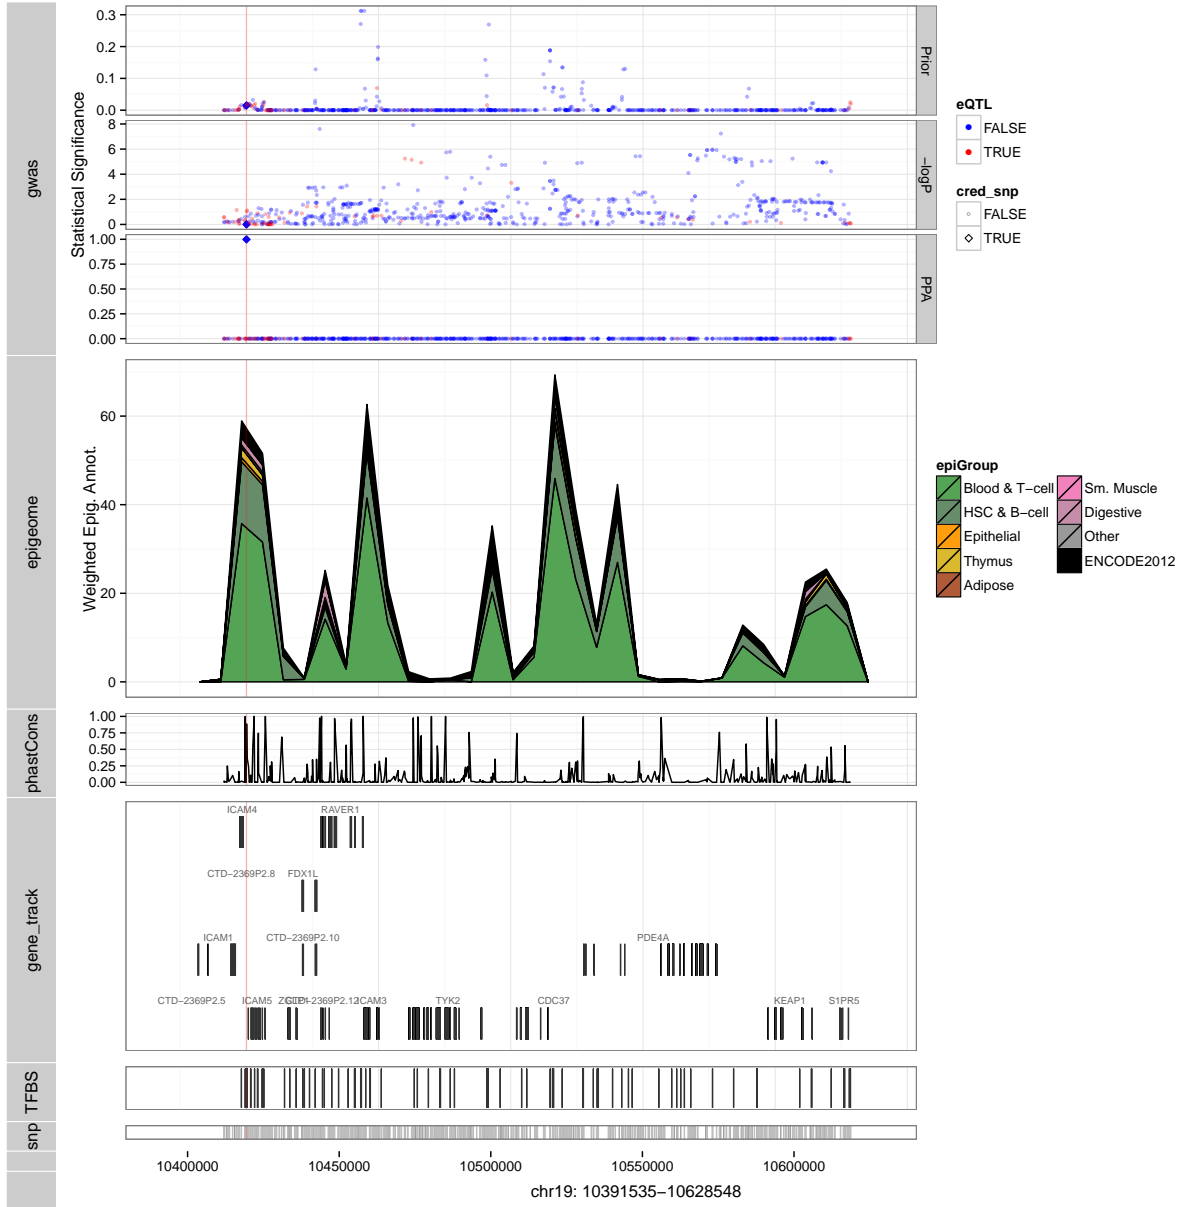 gwas
Statistical Significance
0.3
0.2
0.1
0.0
Prior
8
6
4
2
0
−logP
1.00
0.75
0.50
0.25
0.00
PPA
eQTL
FALSE
TRUE
cred_snp
FALSE
TRUE
epigeome
Weighted Epig. Annot.
60
40
20
0
epiGroup
Blood & T−cell
HSC & B−cell
Epithelial
Thymus
Adipose
Sm. Muscle
Digestive
Other
ENCODE2012
phastCons
1.00
0.75
0.50
0.25
0.00
gene_track
ICAM4 RAVER1
CTD−2369P2.8 FDX1L
ICAM1 CTD−2369P2.10 PDE4A
CTD−2369P2.5 ICAM5 CTD−2369P2.12 ICAM3 TYK2 CDC37 KEAP1 S1PR5
TFBS
snp
10400000 10450000 10500000 10550000 10600000
chr19: 10391535−10628548